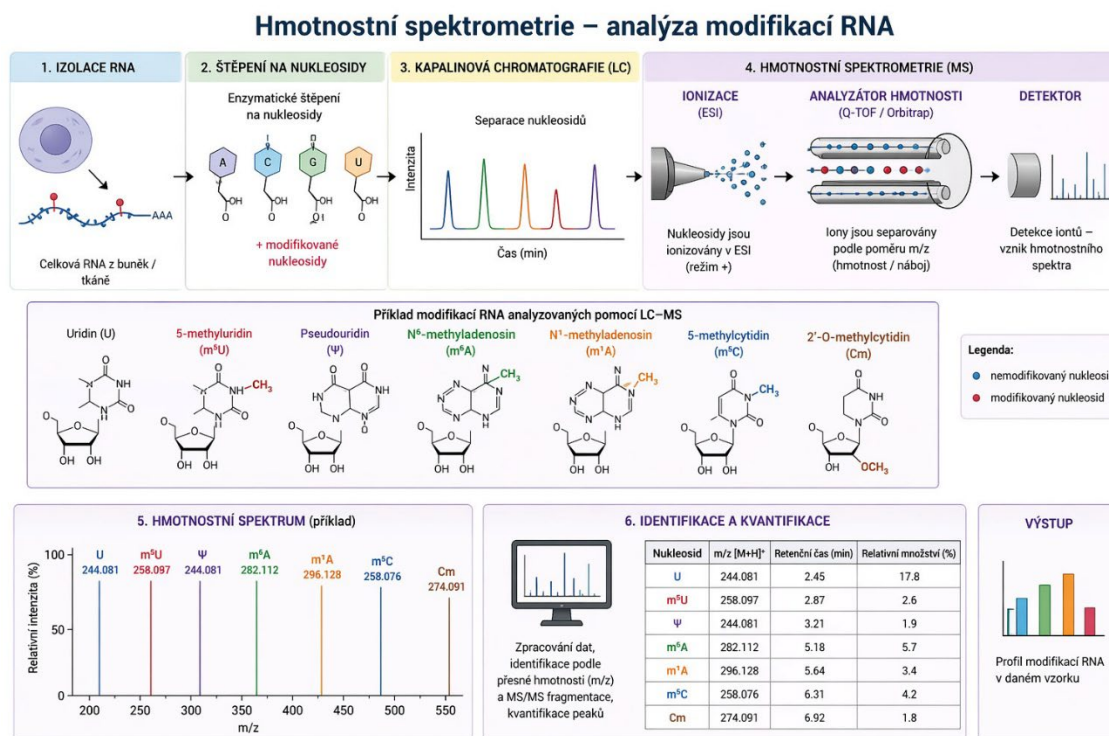 Hmotnostní spektrometrie – analýza modifikací RNA
1. IZOLACE RNA
AAA
Celková RNA z buněk /
tkáně
2. ŠTĚPENÍ NA NUKLEOSIDY
Enzymatické štěpení
na nukleosidy
A C G U
OH OH OH OH
O O O O
+ modifikované
nukleosidy
3. KAPALINOVÁ CHROMATOGRAFIE (LC)
Separace nukleosidů
Intenzita
Čas (min)
4. HMOTNOSTNÍ SPEKTROMETRIE (MS)
IONIZACE
(ESI)
Nukleosidy jsou
ionizovány v ESI
(režim +)
ANALYZÁTOR HMOTNOSTI
(Q-TOF / Orbitrap)
Iony jsou separovány
podle poměru m/z
(hmotnost / náboj)
DETEKTOR
Detekce iontů –
vznik hmotnostního
spektra
Příklad modifikací RNA analyzovaných pomocí LC–MS
Uridin (U)
5-methyluridin
(m⁵U)
Pseudouridin
(Ψ)
N⁶-methyladenosin
(m⁶A)
N¹-methyladenosin
(m¹A)
5-methylcytidin
(m⁵C)
2'-O-methylcytidin
(Cm)
CH₃
CH₃
CH₃
CH₃
OCH₃
Legenda:
nemodifikovaný nukleosi
modifikovaný nukleosid
5. HMOTNOSTNÍ SPEKTRUM (příklad)
Relativní intenzita (%)
100
50
0
U
244.081
m⁵U
258.097
Ψ
244.081
m⁶A
282.112
m¹A
296.128
m⁵C
258.076
Cm
274.091
200 250 300 350 400 450 500 550
m/z
6. IDENTIFIKACE A KVANTIFIKACE
Zpracování dat,
identifikace podle
přesné hmotnosti (m/z)
a MS/MS fragmentace,
kvantifikace peaků
Nukleosid m/z [M+H]⁺ Retenční čas (min) Relativní množství (%)
U 244.081 2.45 17.8
m⁵U 258.097 2.87 2.6
Ψ 244.081 3.21 1.9
m⁶A 282.112 5.18 5.7
m¹A 296.128 5.64 3.4
m⁵C 258.076 6.31 4.2
Cm 274.091 6.92 1.8
VÝSTUP
Profil modifikací RNA
v daném vzorku